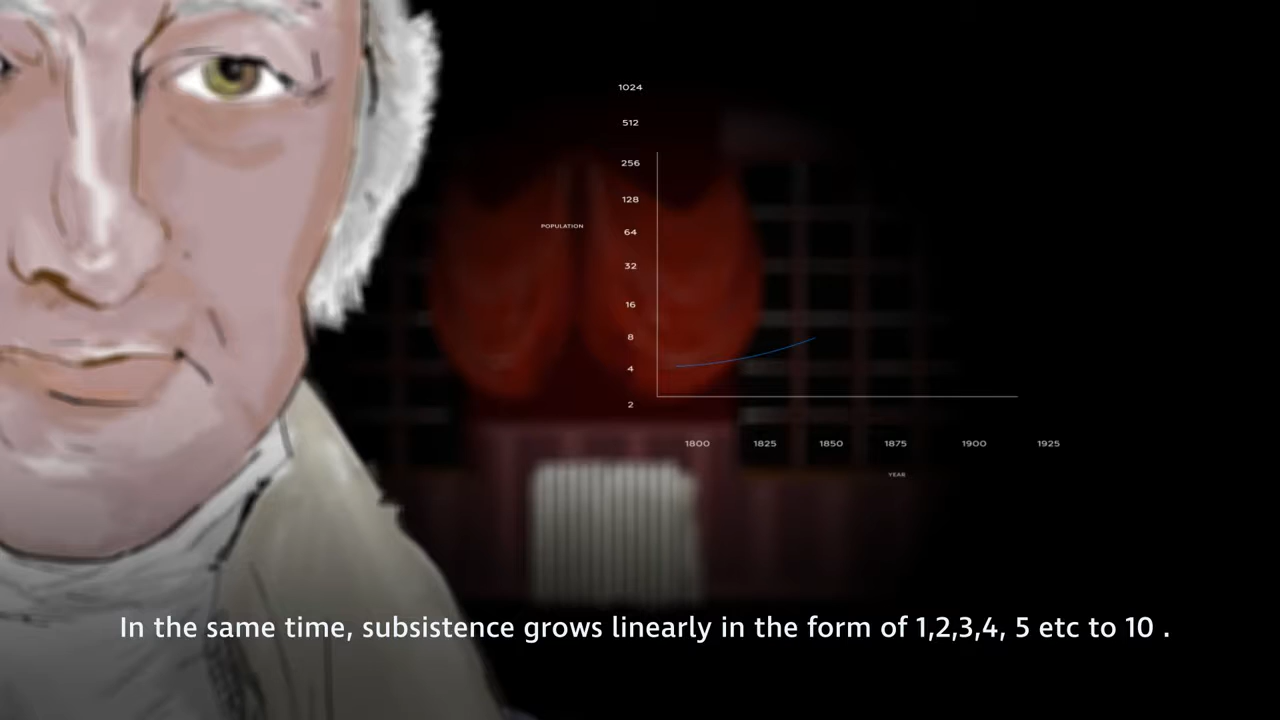 1024
512
256
128
POPULATION
64
32
16
8
4
2
1800 1825 1850 1875 1900 1925
YEAR
In the same time, subsistence grows linearly in the form of 1,2,3,4, 5 etc to 10 .